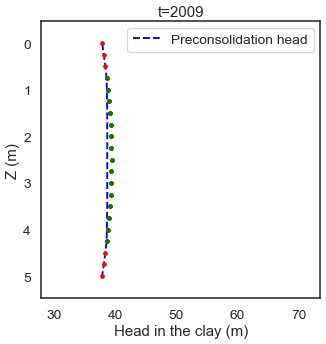 t=2009
Preconsolidation head
0
1
2
3
4
5
Z (m)
30 40 50 60 70
Head in the clay (m)